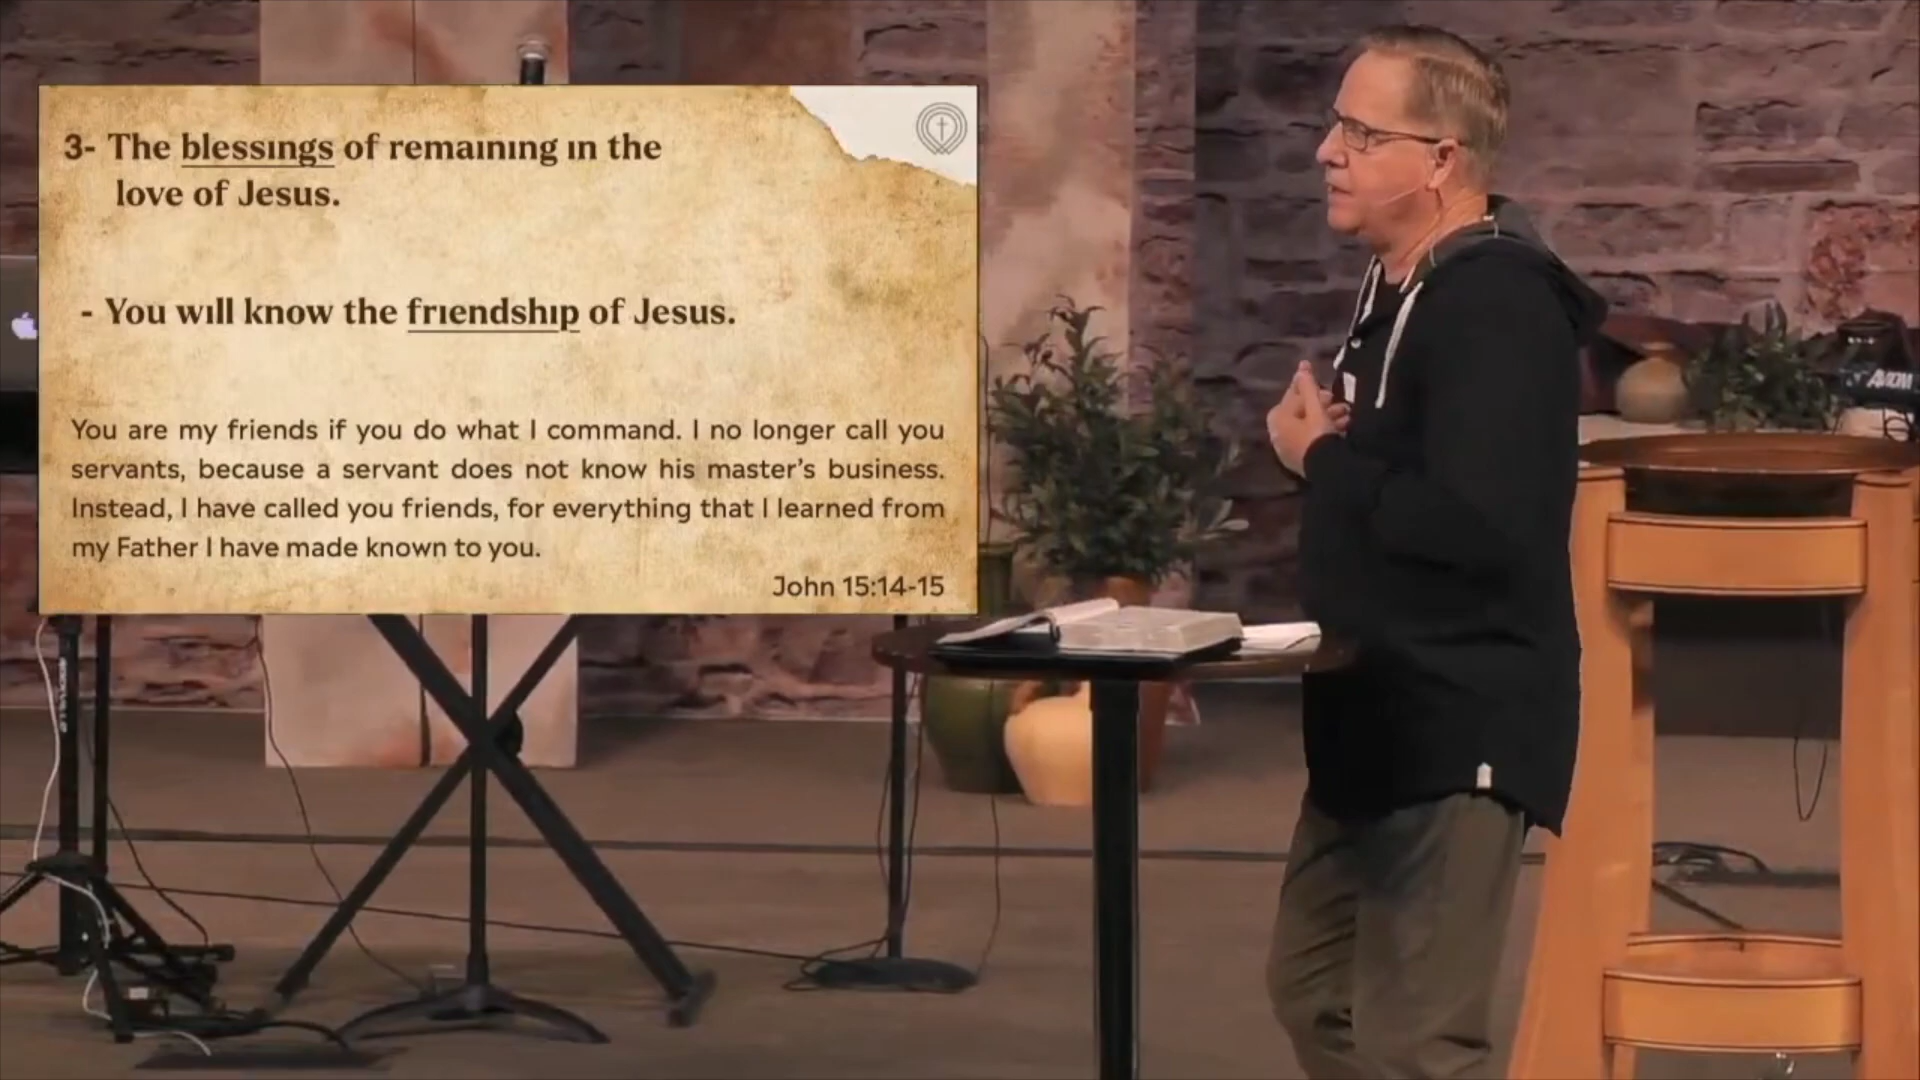 3- The blessings of remaining in the
love of Jesus.
- You will know the friendship of Jesus.
You are my friends if you do what I command. I no longer call you
servants, because a servant does not know his master's business.
Instead, I have called you friends, for everything that I learned from
my Father I have made known to you.
John 15:14-15